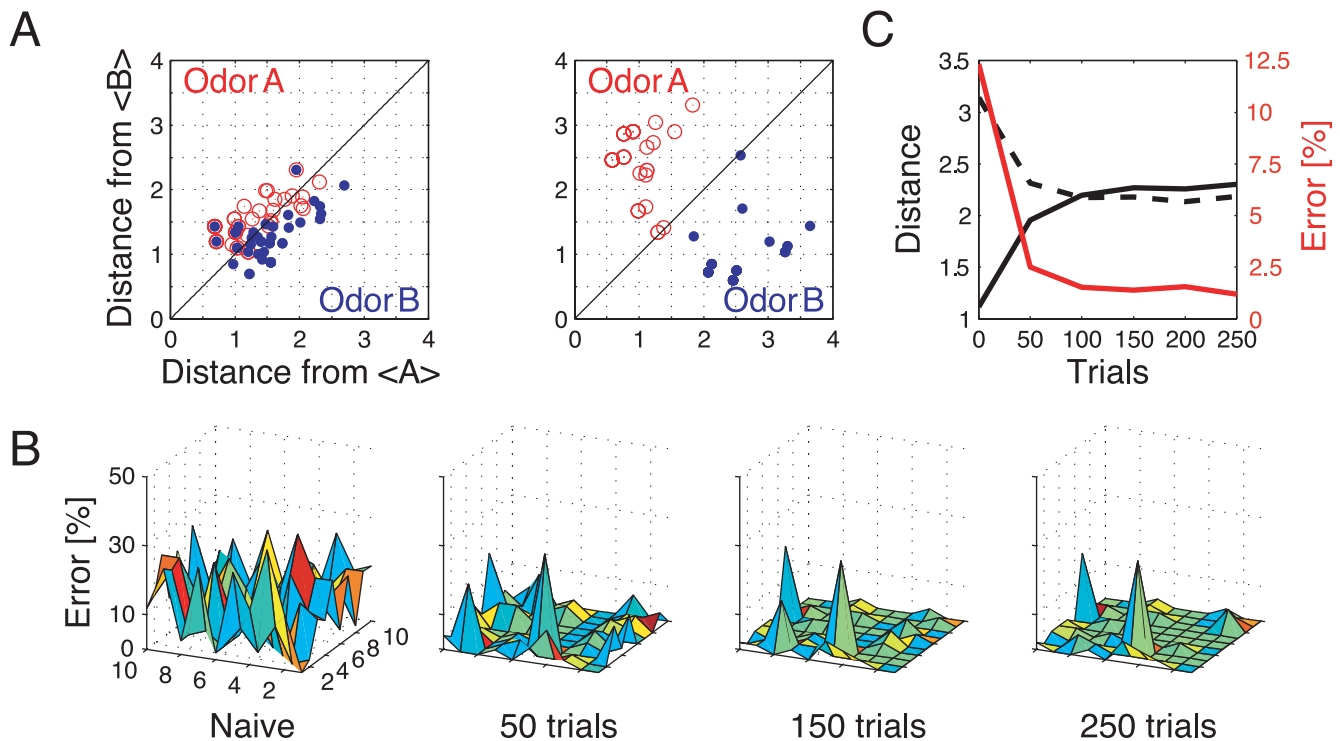 A
Distance from <B>
4
3
2
1
0
Odor A
Odor B
0 1 2 3 4
Distance from <A>
4
3
2
1
0
Odor A
Odor B
0 1 2 3 4
C
Distance
3.5
3
2.5
2
1.5
1
0 50 100 150 200 250
Trials
12.5
10
7.5
5
2.5
0
Error [%]
B
Error [%]
50
30
10
0
10 8 6 4 2
2 4 6 8 10
Naive
50 trials
150 trials
250 trials